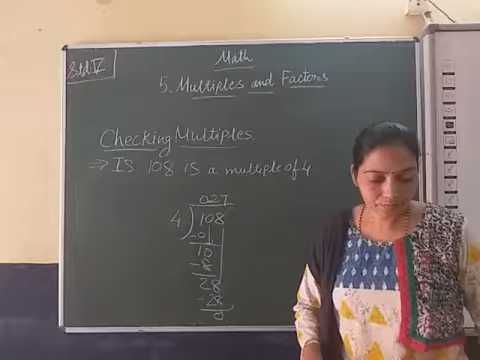 Math
Std V
5. Multiples and Factors
Checking Multiples
⇒ IS 108 is a multiple of 4
027
4 ) 108
-0
10
-8
28
-28
0